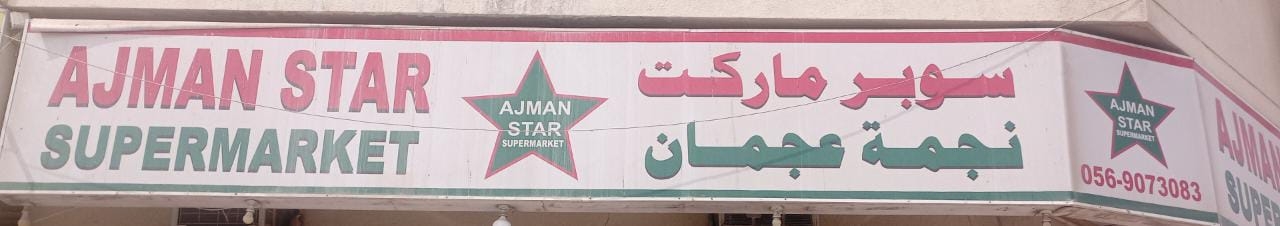 AJMAN STAR
SUPERMARKET
AJMAN
STAR
SUPERMARKET
سوبر ماركت
نجمة عجمان
AJMAN
STAR
SUPERMARKET
056-9073083
AJMAN
SUPER